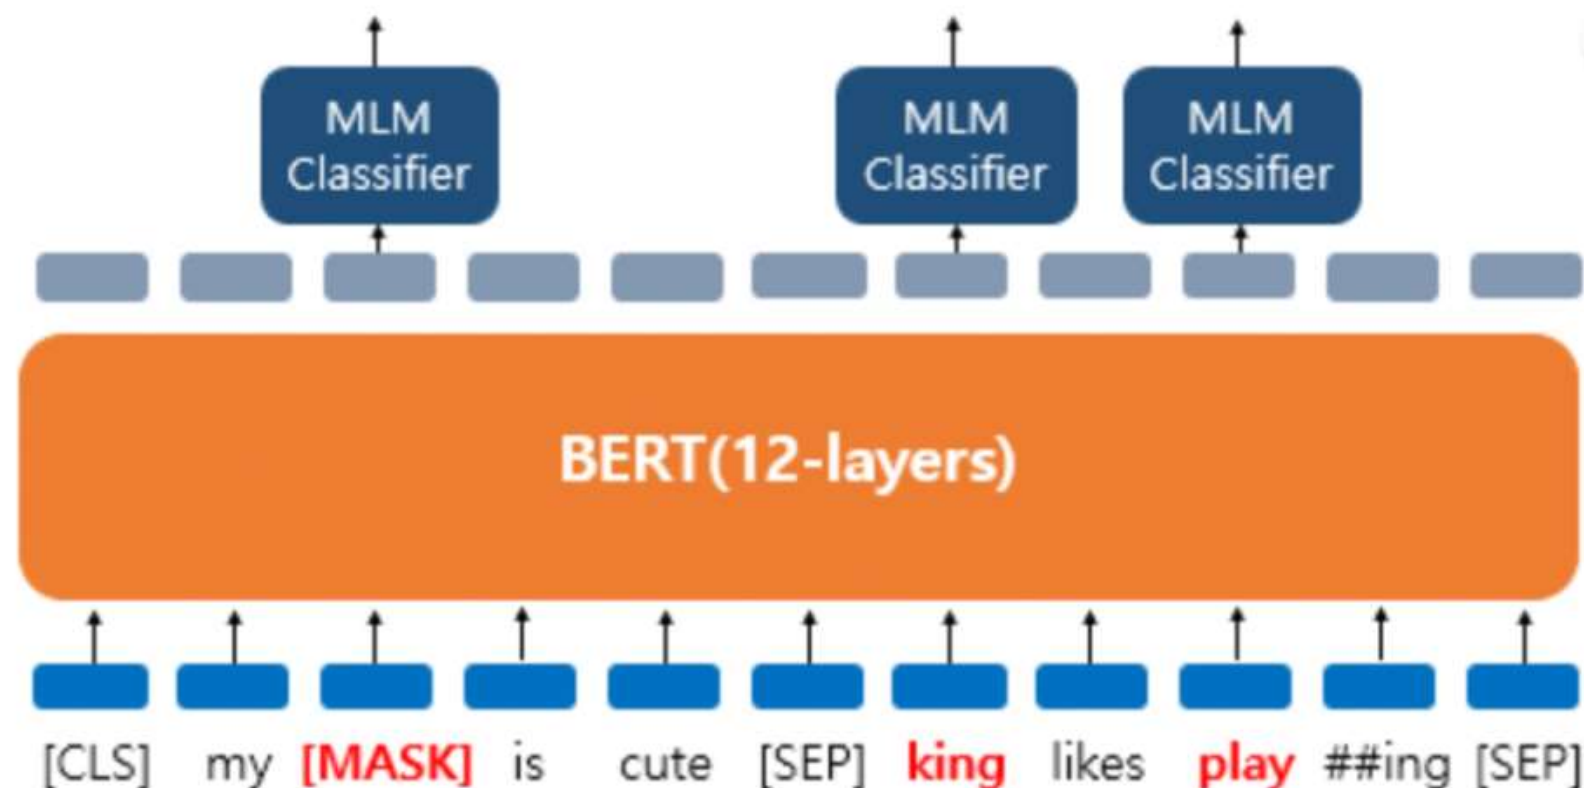 MLM
Classifier
MLM
Classifier
MLM
Classifier
BERT(12-layers)
[CLS] my [MASK] is cute [SEP] king likes play ##ing [SEP]